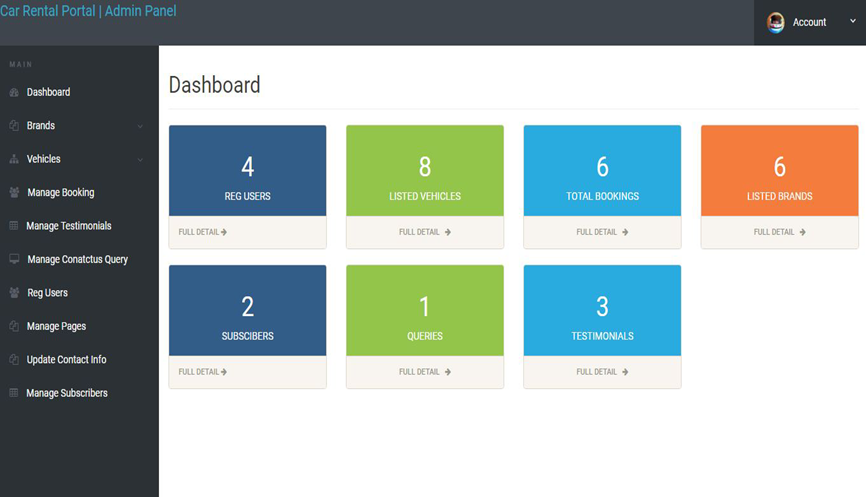 Car Rental Portal | Admin Panel
Account
MAIN
Dashboard
Brands
Vehicles
Manage Booking
Manage Testimonials
Manage Conatctus Query
Reg Users
Manage Pages
Update Contact Info
Manage Subscribers
Dashboard
4
REG USERS
FULL DETAIL
8
LISTED VEHICLES
FULL DETAIL
6
TOTAL BOOKINGS
FULL DETAIL
6
LISTED BRANDS
FULL DETAIL
2
SUBSCIBERS
FULL DETAIL
1
QUERIES
FULL DETAIL
3
TESTIMONIALS
FULL DETAIL